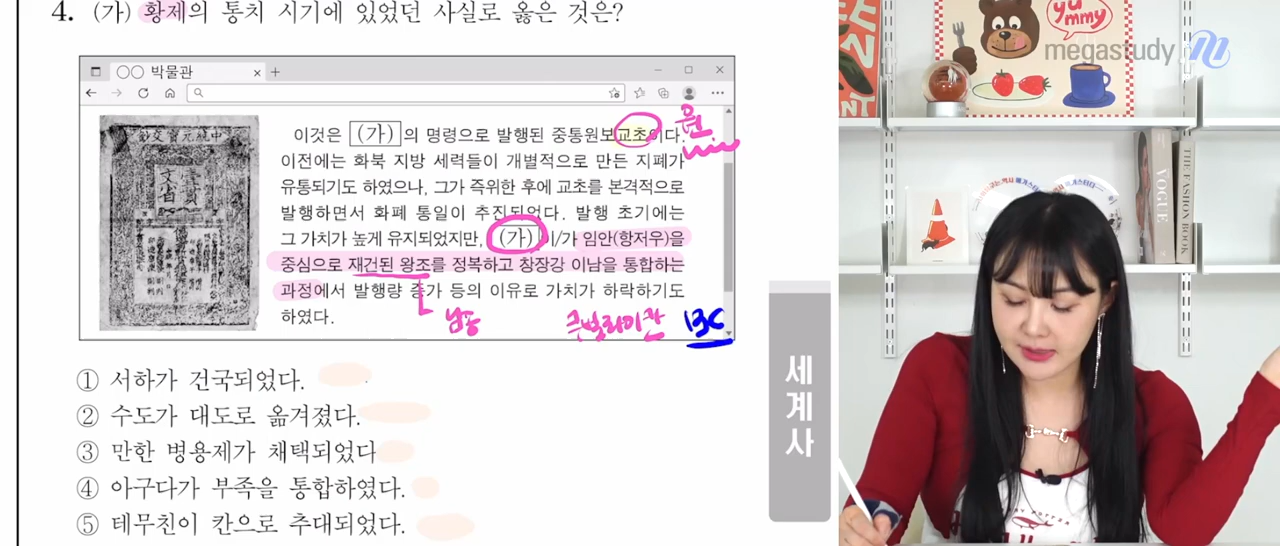 4. (가) 황제의 통치 시기에 있었던 사실로 옳은 것은?
○○ 박물관
이것은 (가) 의 명령으로 발행된 중통원보교초이다.
이전에는 화북 지방 세력들이 개별적으로 만든 지폐가
유통되기도 하였으나, 그가 즉위한 후에 교초를 본격적으로
발행하면서 화폐 통일이 추진되었다. 발행 초기에는
그 가치가 높게 유지되었지만, (가) 이/가 임안(항저우)을
중심으로 재건된 왕조를 정복하고 창장강 이남을 통합하는
과정에서 발행량 증가 등의 이유로 가치가 하락하기도
하였다.
원
남송
쿠빌라이칸 13C
① 서하가 건국되었다.
② 수도가 대도로 옮겨졌다.
③ 만한 병용제가 채택되었다
④ 아구다가 부족을 통합하였다.
⑤ 테무친이 칸으로 추대되었다.
세계사
yummy
megastudy
VOGUE
THE FASHION BOOK